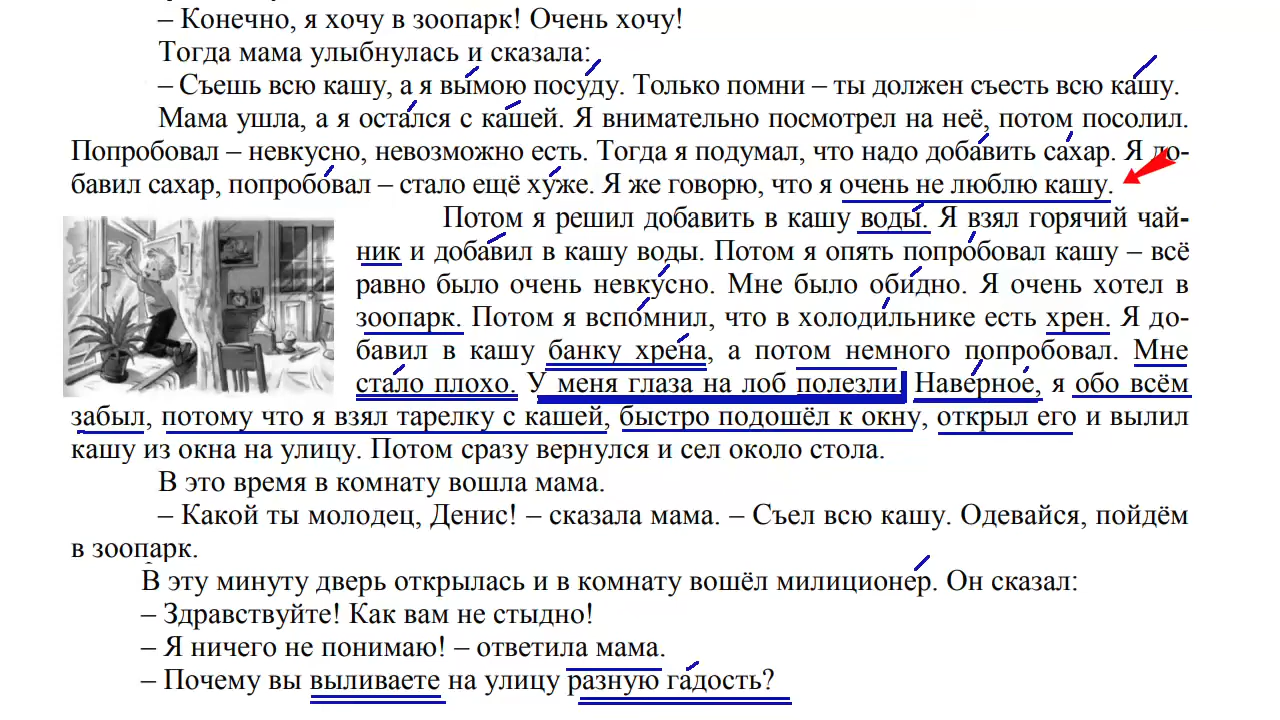 – Конечно, я хочу в зоопарк! Очень хочу!
Тогда мама улыбнулась и сказала:
– Съешь всю кашу, а я вымою посуду. Только помни – ты должен съесть всю кашу.
Мама ушла, а я остался с кашей. Я внимательно посмотрел на неё, потом посолил.
Попробовал – невкусно, невозможно есть. Тогда я подумал, что надо добавить сахар. Я до-
бавил сахар, попробовал – стало ещё хуже. Я же говорю, что я очень не люблю кашу.
Потом я решил добавить в кашу воды. Я взял горячий чай-
ник и добавил в кашу воды. Потом я опять попробовал кашу – всё
равно было очень невкусно. Мне было обидно. Я очень хотел в
зоопарк. Потом я вспомнил, что в холодильнике есть хрен. Я до-
бавил в кашу банку хрена, а потом немного попробовал. Мне
стало плохо. У меня глаза на лоб полезли. Наверное, я обо всём
забыл, потому что я взял тарелку с кашей, быстро подошёл к окну, открыл его и вылил
кашу из окна на улицу. Потом сразу вернулся и сел около стола.
В это время в комнату вошла мама.
– Какой ты молодец, Денис! – сказала мама. – Съел всю кашу. Одевайся, пойдём
в зоопарк.
В эту минуту дверь открылась и в комнату вошёл милиционер. Он сказал:
– Здравствуйте! Как вам не стыдно!
– Я ничего не понимаю! – ответила мама.
– Почему вы выливаете на улицу разную гадость?